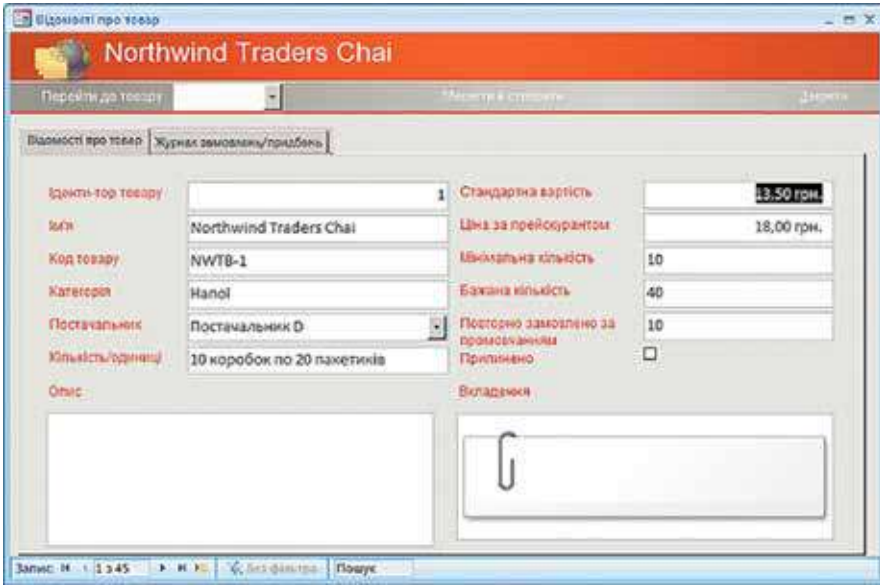 Відомості про товар
Northwind Traders Chai
Перейти до товару
Зберегти й створити
Закрити
Відомості про товар
Журнал замовлень/придбань
Іденти-тор товару 1
Ім'я Northwind Traders Chai
Код товару NWTB-1
Категорія Напої
Постачальник Постачальник D
Кількість/одиниці 10 коробок по 20 пакетиків
Опис
Стандартна вартість 13,50 грн.
Ціна за прейскурантом 18,00 грн.
Мінімальна кількість 10
Бажана кількість 40
Повторно замовлено за 10
промовчанням
Припинено
Вкладення
Запис: 1 з 45 Без фільтра Пошук